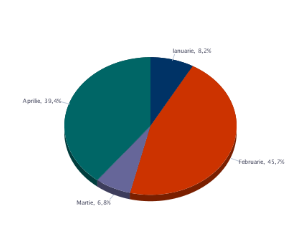 Ianuarie, 8,2%
Aprilie, 39,4%
Februarie, 45,7%
Martie, 6,8%